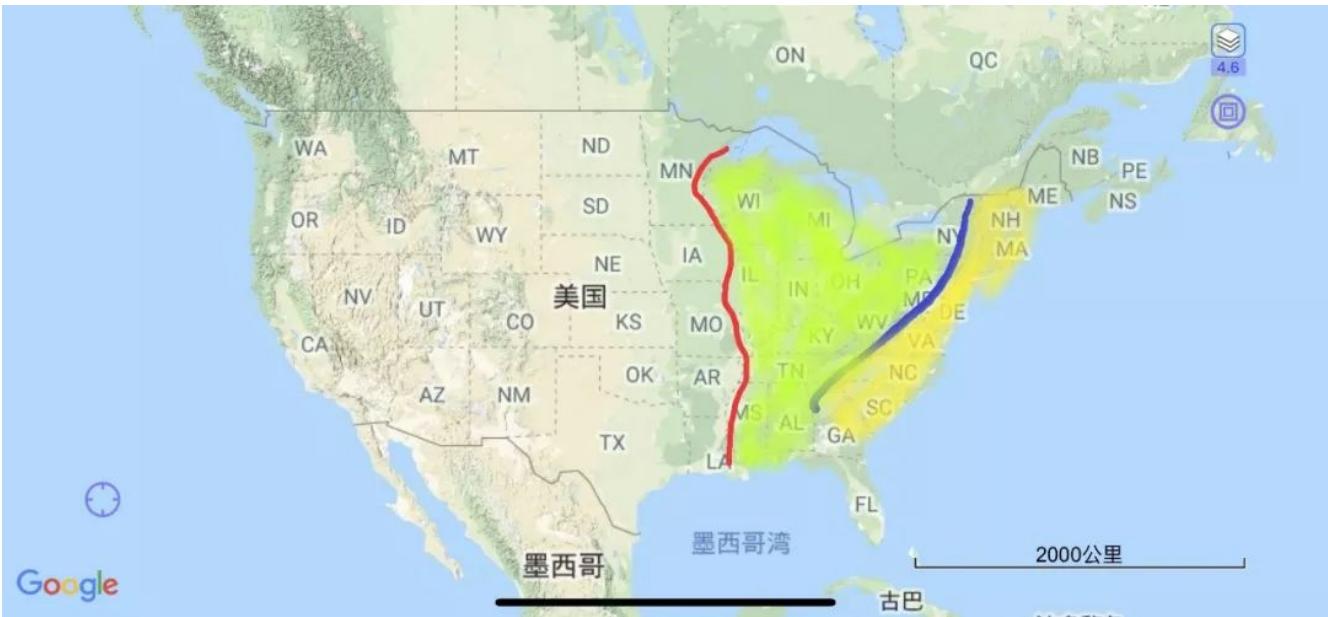 ON
QC
4.6
WA
MT
ND
MN
NB
PE
ME
NS
OR
ID
SD
WI
MI
NH
WY
NY
MA
NE
IA
IL
IN
OH
PA
NV
UT
美国
CO
KS
MO
KY
WV
DE
VA
CA
OK
AR
TN
NC
AZ
NM
MS
AL
SC
TX
GA
LA
FL
墨西哥湾
2000公里
墨西哥
Google
古巴